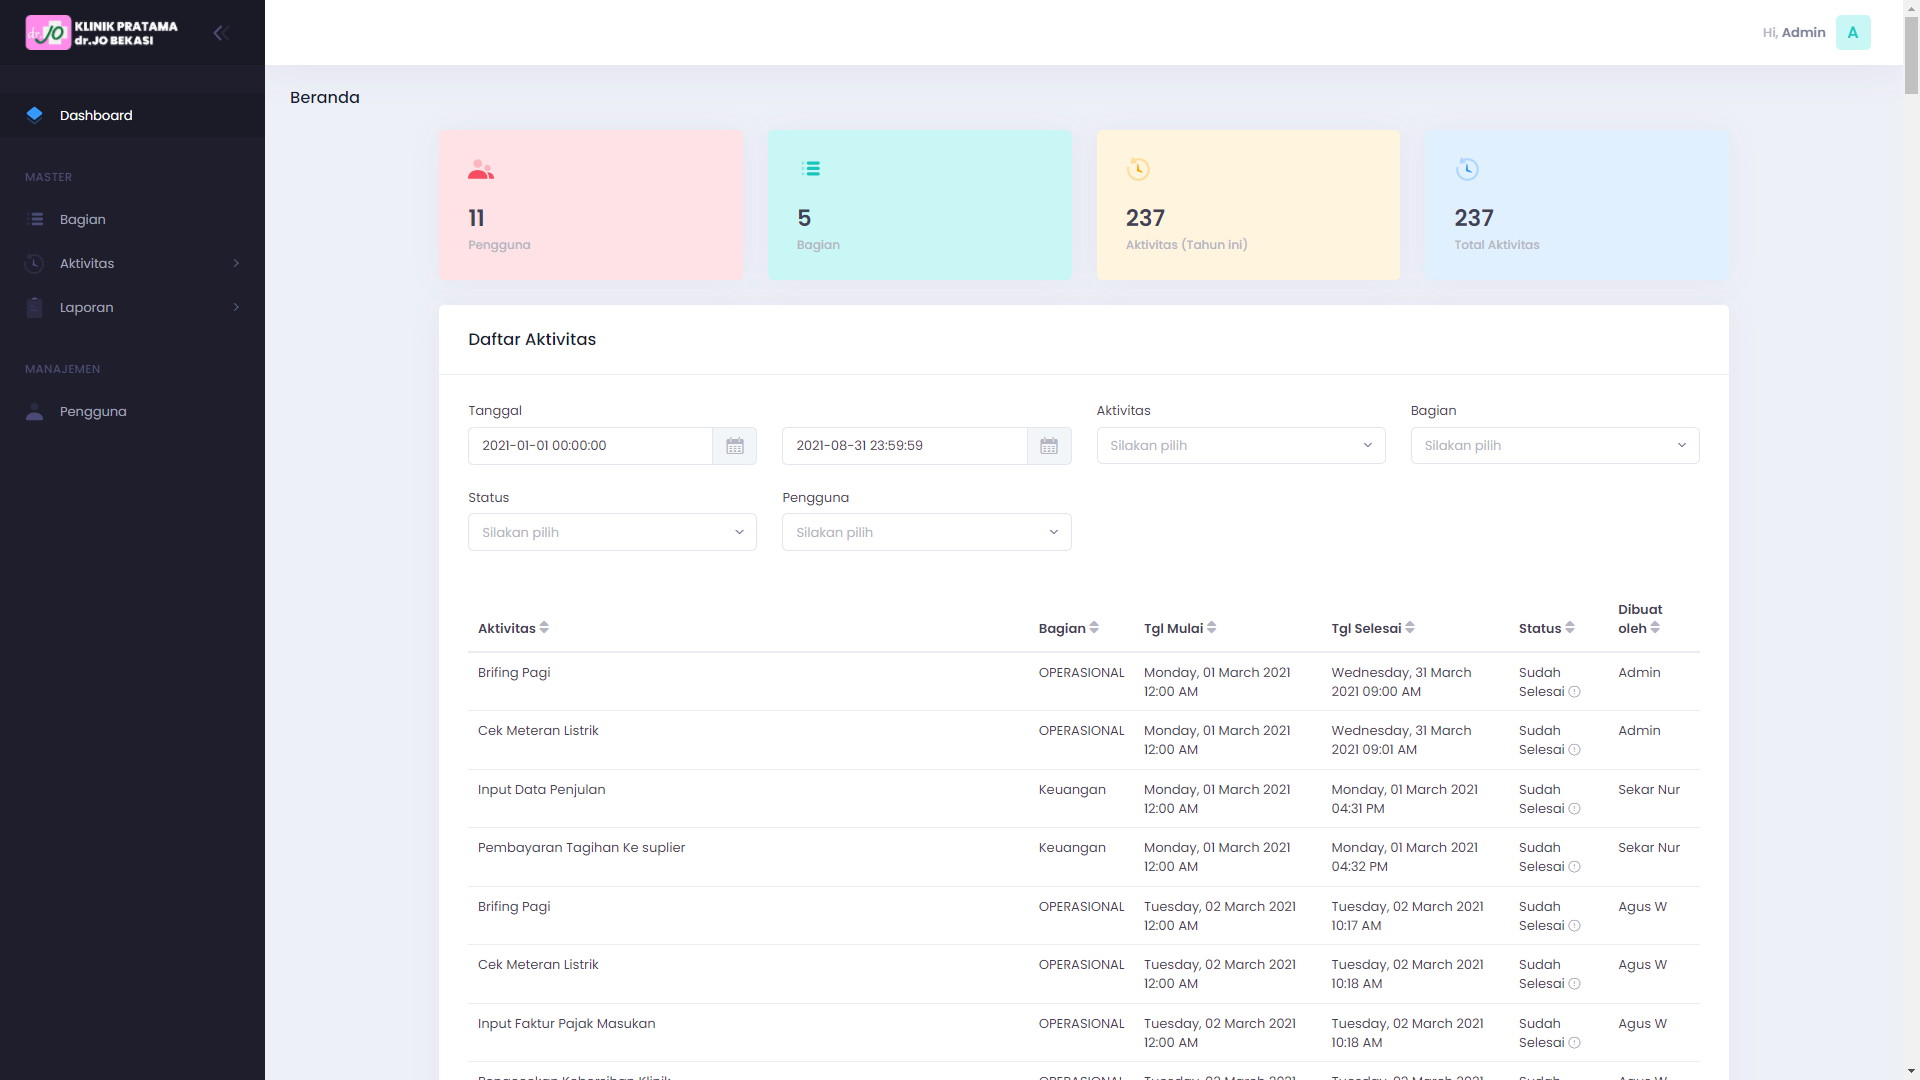 dr.JO KLINIK PRATAMA
dr.JO BEKASI
Hi, Admin A
Dashboard
MASTER
Bagian
Aktivitas
Laporan
MANAJEMEN
Pengguna
Beranda
11
Pengguna
5
Bagian
237
Aktivitas (Tahun ini)
237
Total Aktivitas
Daftar Aktivitas
Tanggal Aktivitas Bagian
2021-01-01 00:00:00 2021-08-31 23:59:59 Silakan pilih Silakan pilih
Status Pengguna
Silakan pilih Silakan pilih
Aktivitas Bagian Tgl Mulai Tgl Selesai Status Dibuat oleh
Brifing Pagi OPERASIONAL Monday, 01 March 2021 12:00 AM Wednesday, 31 March 2021 09:00 AM Sudah Selesai Admin
Cek Meteran Listrik OPERASIONAL Monday, 01 March 2021 12:00 AM Wednesday, 31 March 2021 09:01 AM Sudah Selesai Admin
Input Data Penjulan Keuangan Monday, 01 March 2021 12:00 AM Monday, 01 March 2021 04:31 PM Sudah Selesai Sekar Nur
Pembayaran Tagihan Ke suplier Keuangan Monday, 01 March 2021 12:00 AM Monday, 01 March 2021 04:32 PM Sudah Selesai Sekar Nur
Brifing Pagi OPERASIONAL Tuesday, 02 March 2021 12:00 AM Tuesday, 02 March 2021 10:17 AM Sudah Selesai Agus W
Cek Meteran Listrik OPERASIONAL Tuesday, 02 March 2021 12:00 AM Tuesday, 02 March 2021 10:18 AM Sudah Selesai Agus W
Input Faktur Pajak Masukan OPERASIONAL Tuesday, 02 March 2021 12:00 AM Tuesday, 02 March 2021 10:18 AM Sudah Selesai Agus W